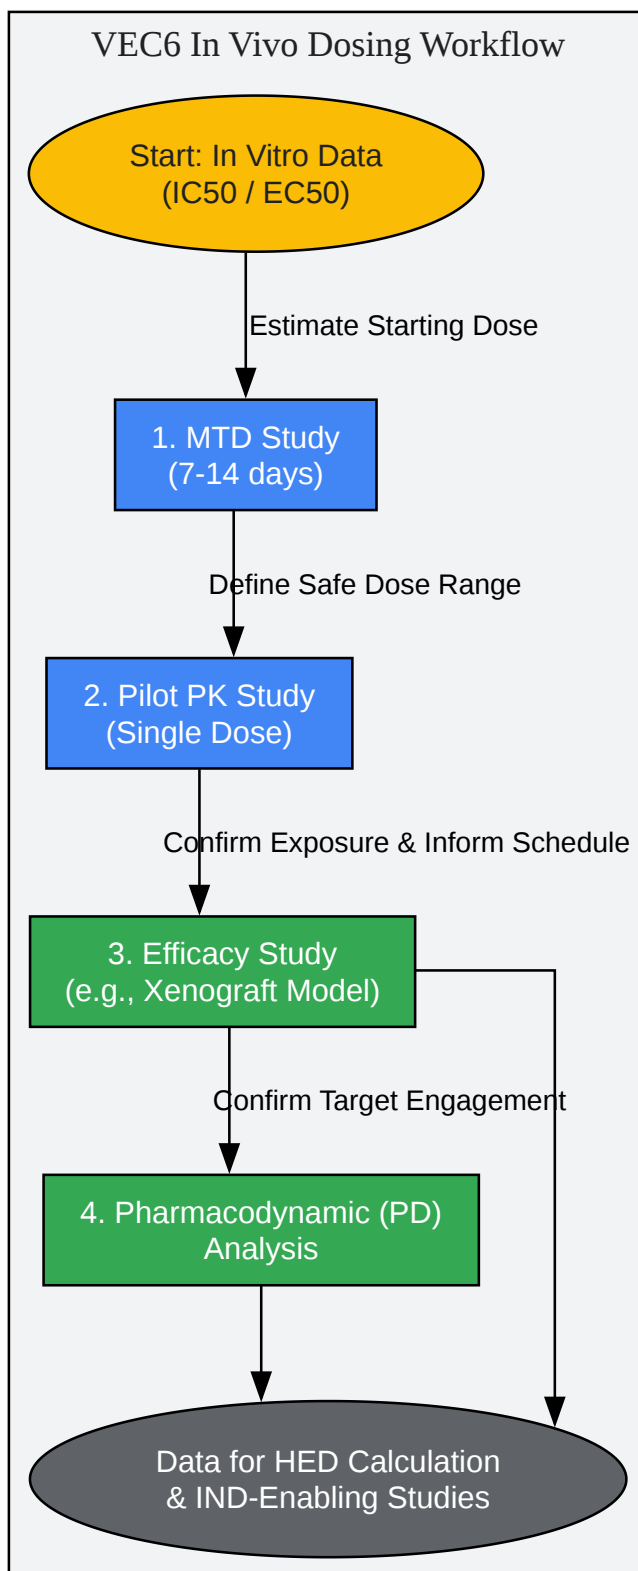 VEC6 In Vivo Dosing Workflow
Start: In Vitro Data
(IC50 / EC50)
Estimate Starting Dose
1. MTD Study
(7-14 days)
Define Safe Dose Range
2. Pilot PK Study
(Single Dose)
Confirm Exposure & Inform Schedule
3. Efficacy Study
(e.g., Xenograft Model)
Confirm Target Engagement
4. Pharmacodynamic (PD)
Analysis
Data for HED Calculation
& IND-Enabling Studies